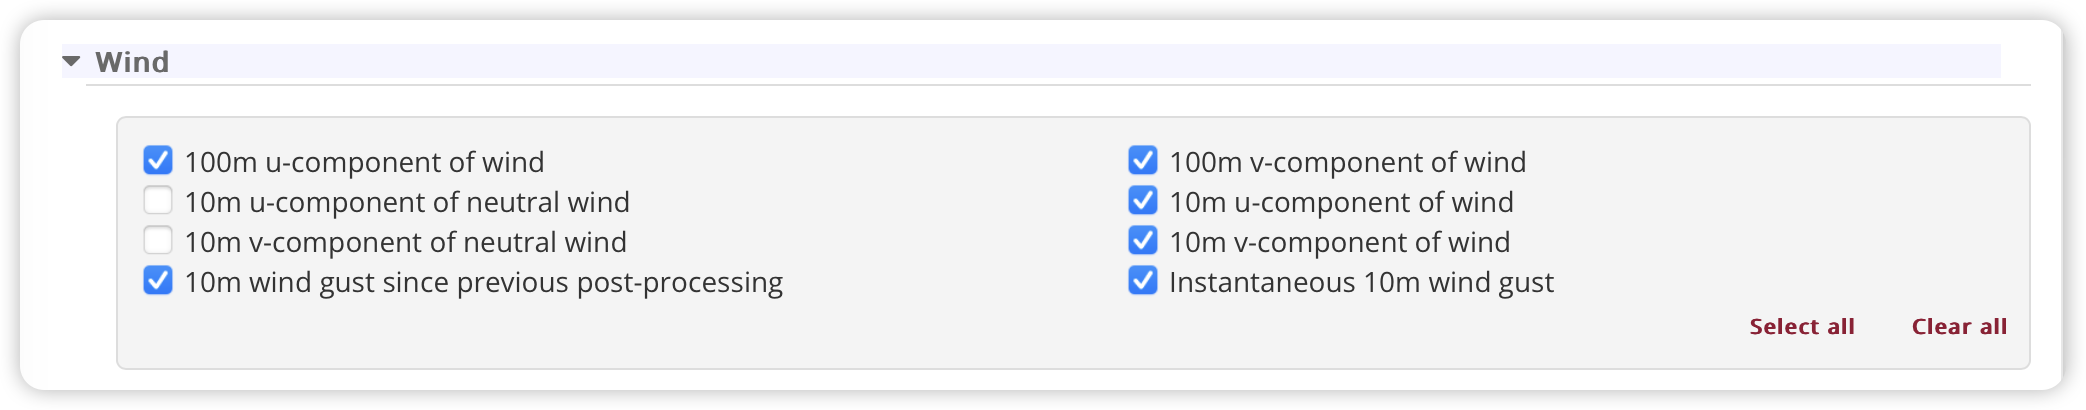 Wind
100m u-component of wind
100m v-component of wind
10m u-component of neutral wind
10m u-component of wind
10m v-component of neutral wind
10m v-component of wind
10m wind gust since previous post-processing
Instantaneous 10m wind gust
Select all
Clear all